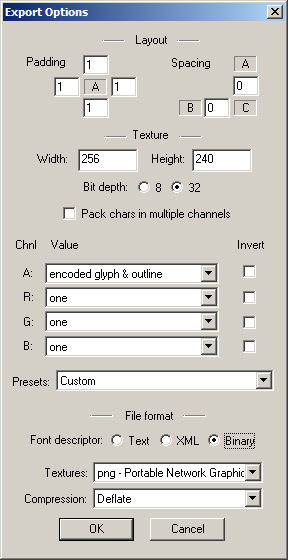 Export Options
Layout
Padding Spacing
1 A
1 A 1 0
1 B 0 C
Texture
Width: 256 Height: 240
Bit depth: 8 32
Pack chars in multiple channels
Chnl Value Invert
A: encoded glyph & outline
R: one
G: one
B: one
Presets: Custom
File format
Font descriptor: Text XML Binary
Textures: png - Portable Network Graphic
Compression: Deflate
OK Cancel